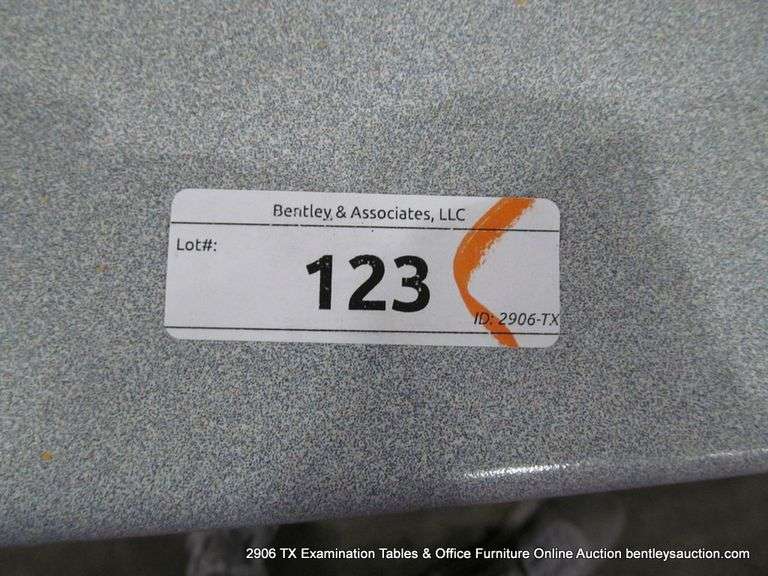 Bentley & Associates, LLC
Lot#:
123
ID: 2906-TX
2906 TX Examination Tables & Office Furniture Online Auction bentleysauction.com